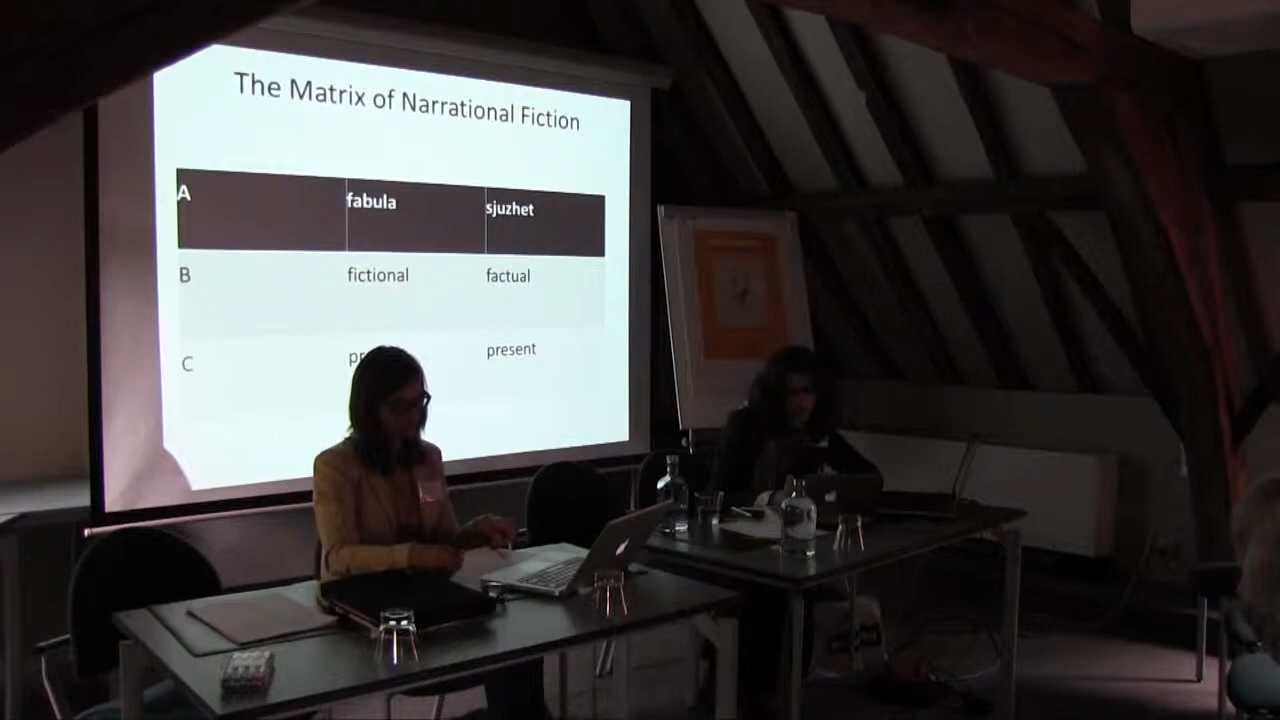 The Matrix of Narrational Fiction
A fabula sjuzhet
B fictional factual
C present